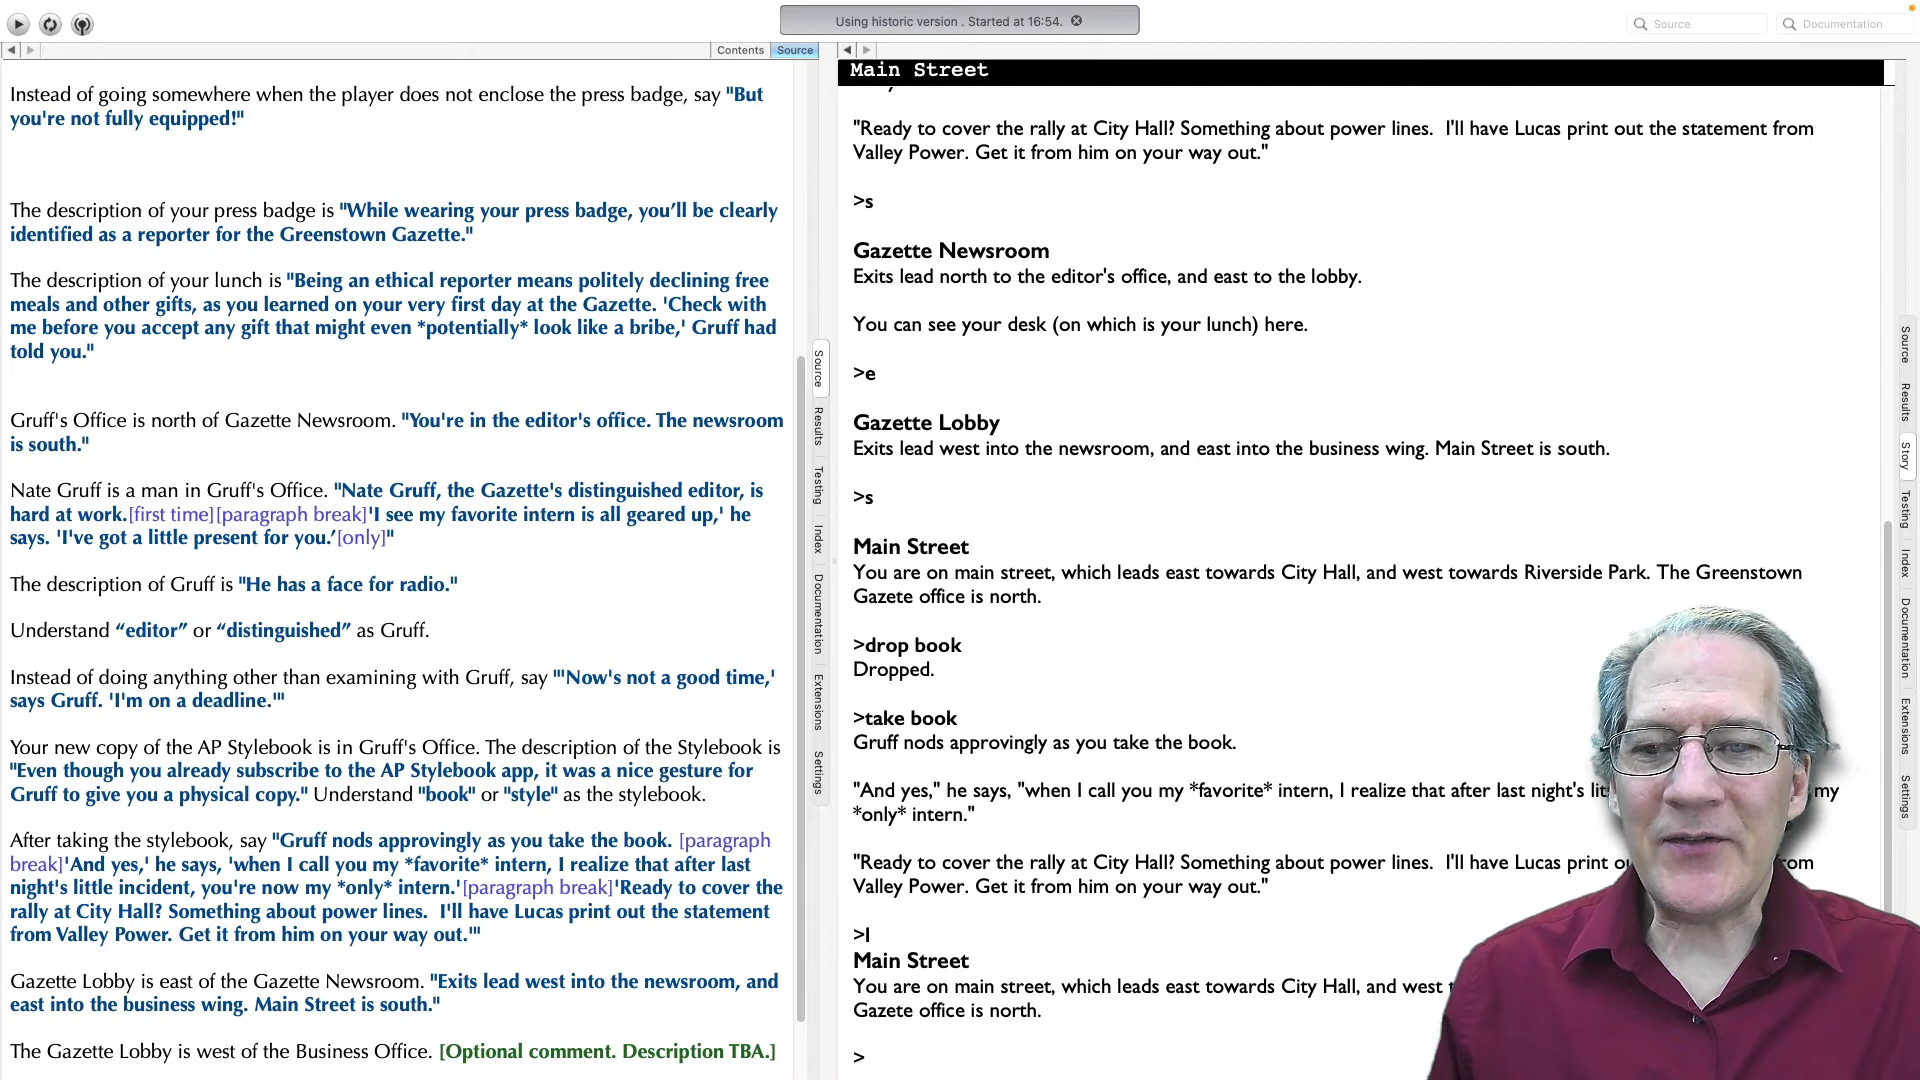 Using historic version . Started at 16:54.
Source
Documentation
Contents
Source
Instead of going somewhere when the player does not enclose the press badge, say "But
you're not fully equipped!"
The description of your press badge is "While wearing your press badge, you’ll be clearly
identified as a reporter for the Greenstown Gazette."
The description of your lunch is "Being an ethical reporter means politely declining free
meals and other gifts, as you learned on your very first day at the Gazette. 'Check with
me before you accept any gift that might even *potentially* look like a bribe,' Gruff had
told you."
Gruff's Office is north of Gazette Newsroom. "You're in the editor's office. The newsroom
is south."
Nate Gruff is a man in Gruff's Office. "Nate Gruff, the Gazette's distinguished editor, is
hard at work.[first time][paragraph break]'I see my favorite intern is all geared up,' he
says. 'I've got a little present for you.’[only]"
The description of Gruff is "He has a face for radio."
Understand “editor” or “distinguished” as Gruff.
Instead of doing anything other than examining with Gruff, say "'Now's not a good time,'
says Gruff. 'I'm on a deadline.'"
Your new copy of the AP Stylebook is in Gruff's Office. The description of the Stylebook is
"Even though you already subscribe to the AP Stylebook app, it was a nice gesture for
Gruff to give you a physical copy." Understand "book" or "style" as the stylebook.
After taking the stylebook, say "Gruff nods approvingly as you take the book. [paragraph
break]'And yes,' he says, 'when I call you my *favorite* intern, I realize that after last
night's little incident, you're now my *only* intern.'[paragraph break]'Ready to cover the
rally at City Hall? Something about power lines.  I'll have Lucas print out the statement
from Valley Power. Get it from him on your way out.'"
Gazette Lobby is east of the Gazette Newsroom. "Exits lead west into the newsroom, and
east into the business wing. Main Street is south."
The Gazette Lobby is west of the Business Office. [Optional comment. Description TBA.]
Source
Results
Testing
Index
Documentation
Extensions
Settings
Main Street
"Ready to cover the rally at City Hall? Something about power lines.  I'll have Lucas print out the statement from
Valley Power. Get it from him on your way out."
>s
Gazette Newsroom
Exits lead north to the editor's office, and east to the lobby.
You can see your desk (on which is your lunch) here.
>e
Gazette Lobby
Exits lead west into the newsroom, and east into the business wing. Main Street is south.
>s
Main Street
You are on main street, which leads east towards City Hall, and west towards Riverside Park. The Greenstown
Gazete office is north.
>drop book
Dropped.
>take book
Gruff nods approvingly as you take the book.
"And yes," he says, "when I call you my *favorite* intern, I realize that after last night's my
*only* intern."
"Ready to cover the rally at City Hall? Something about power lines.  I'll have Lucas print
Valley Power. Get it from him on your way out."
>l
Main Street
You are on main street, which leads east towards City Hall, and west
Gazete office is north.
>
Source
Results
Story
Testing
Index
Documentation
Extensions
Settings